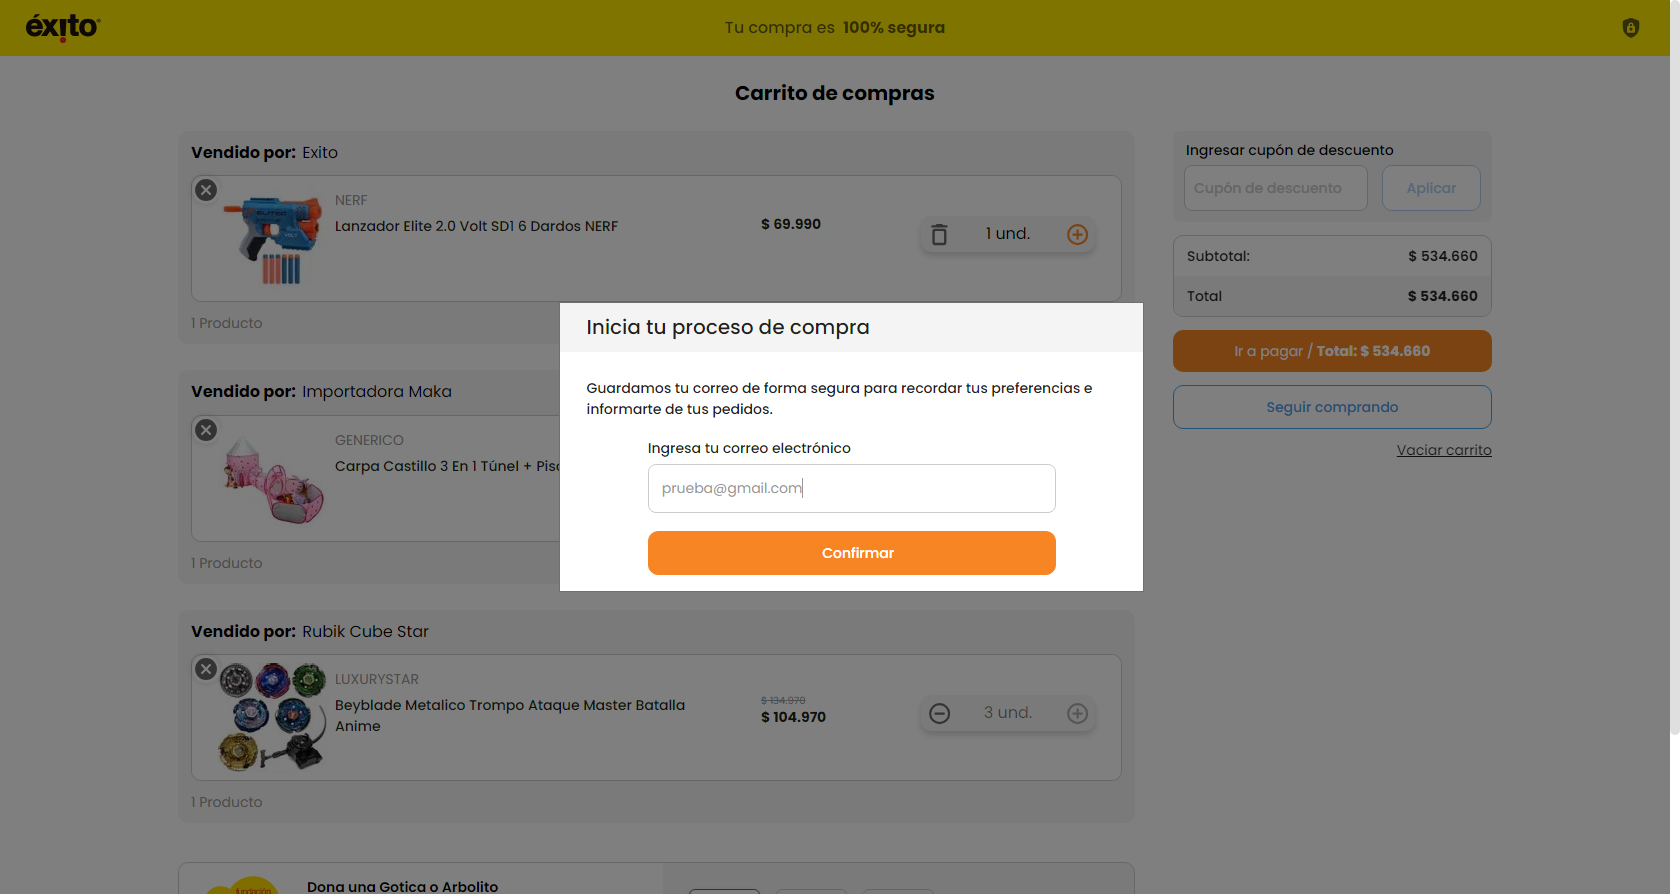 éxito
Tu compra es 100% segura
Carrito de compras
Vendido por: Exito
NERF
Lanzador Elite 2.0 Volt SD1 6 Dardos NERF
$ 69.990
1 und.
1 Producto
Vendido por: Importadora Maka
GENERICO
Carpa Castillo 3 En 1 Túnel + Pisc
1 Producto
Vendido por: Rubik Cube Star
LUXURYSTAR
Beyblade Metalico Trompo Ataque Master Batalla
Anime
$ 134.970
$ 104.970
3 und.
1 Producto
fundación
Dona una Gotica o Arbolito
Ingresar cupón de descuento
Cupón de descuento
Aplicar
Subtotal: $ 534.660
Total $ 534.660
Ir a pagar / Total: $ 534.660
Seguir comprando
Vaciar carrito
Inicia tu proceso de compra
Guardamos tu correo de forma segura para recordar tus preferencias e
informarte de tus pedidos.
Ingresa tu correo electrónico
prueba@gmail.com
Confirmar